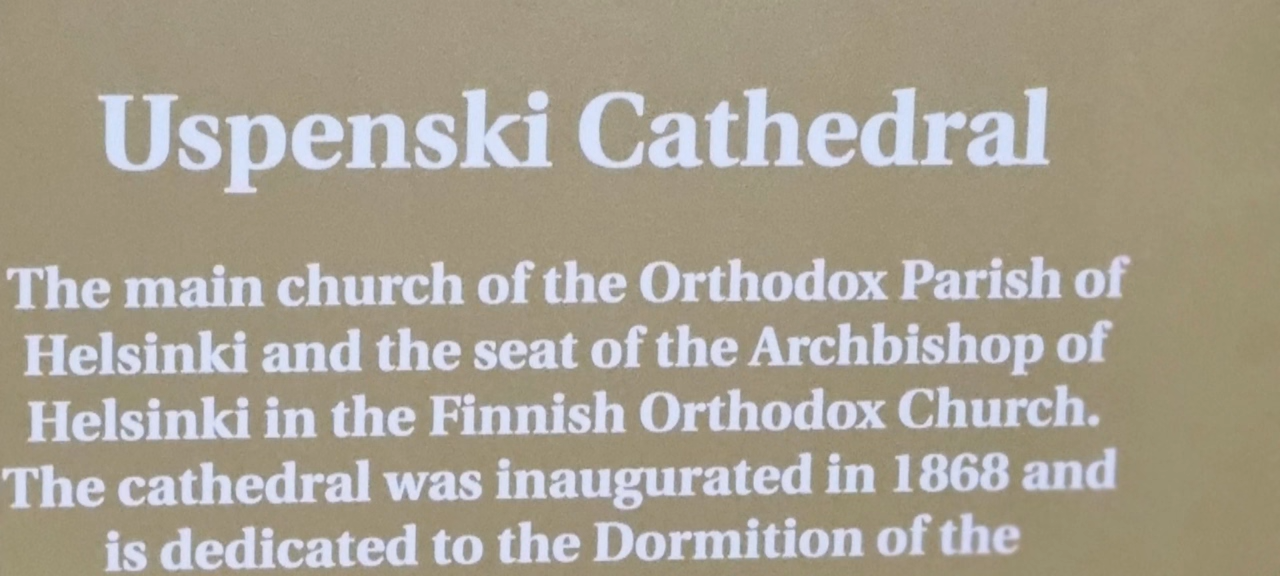 Uspenski Cathedral
The main church of the Orthodox Parish of
Helsinki and the seat of the Archbishop of
Helsinki in the Finnish Orthodox Church.
The cathedral was inaugurated in 1868 and
is dedicated to the Dormition of the